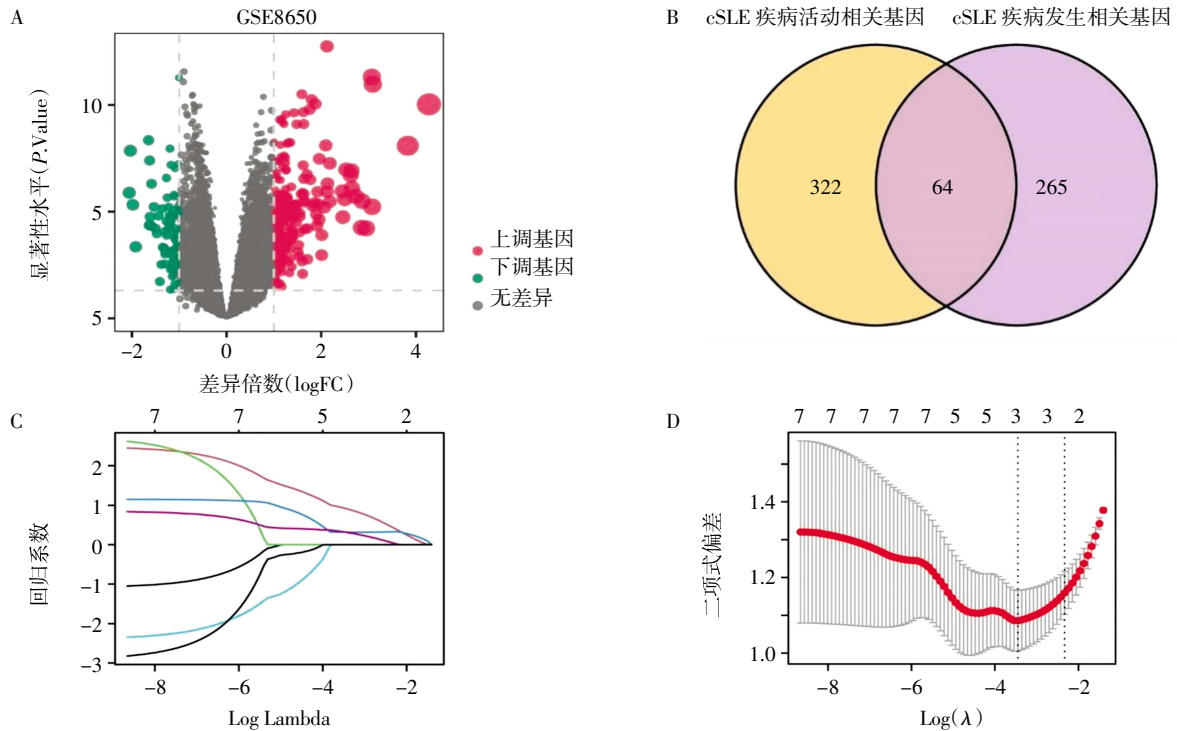 A
GSE8650
10
5
5
−2
0
2
4
显著性水平(P.Value)
差异倍数(logFC)
上调基因
下调基因
无差异
B
cSLE 疾病活动相关基因
cSLE 疾病发生相关基因
322
64
265
C
7
7
5
2
2
1
0
−1
−2
−3
−8
−6
−4
−2
回归系数
Log Lambda
D
7 7 7 7 7 5 5 3 3 2
1.4
1.2
1.0
−8
−6
−4
−2
二项式偏差
Log(λ)